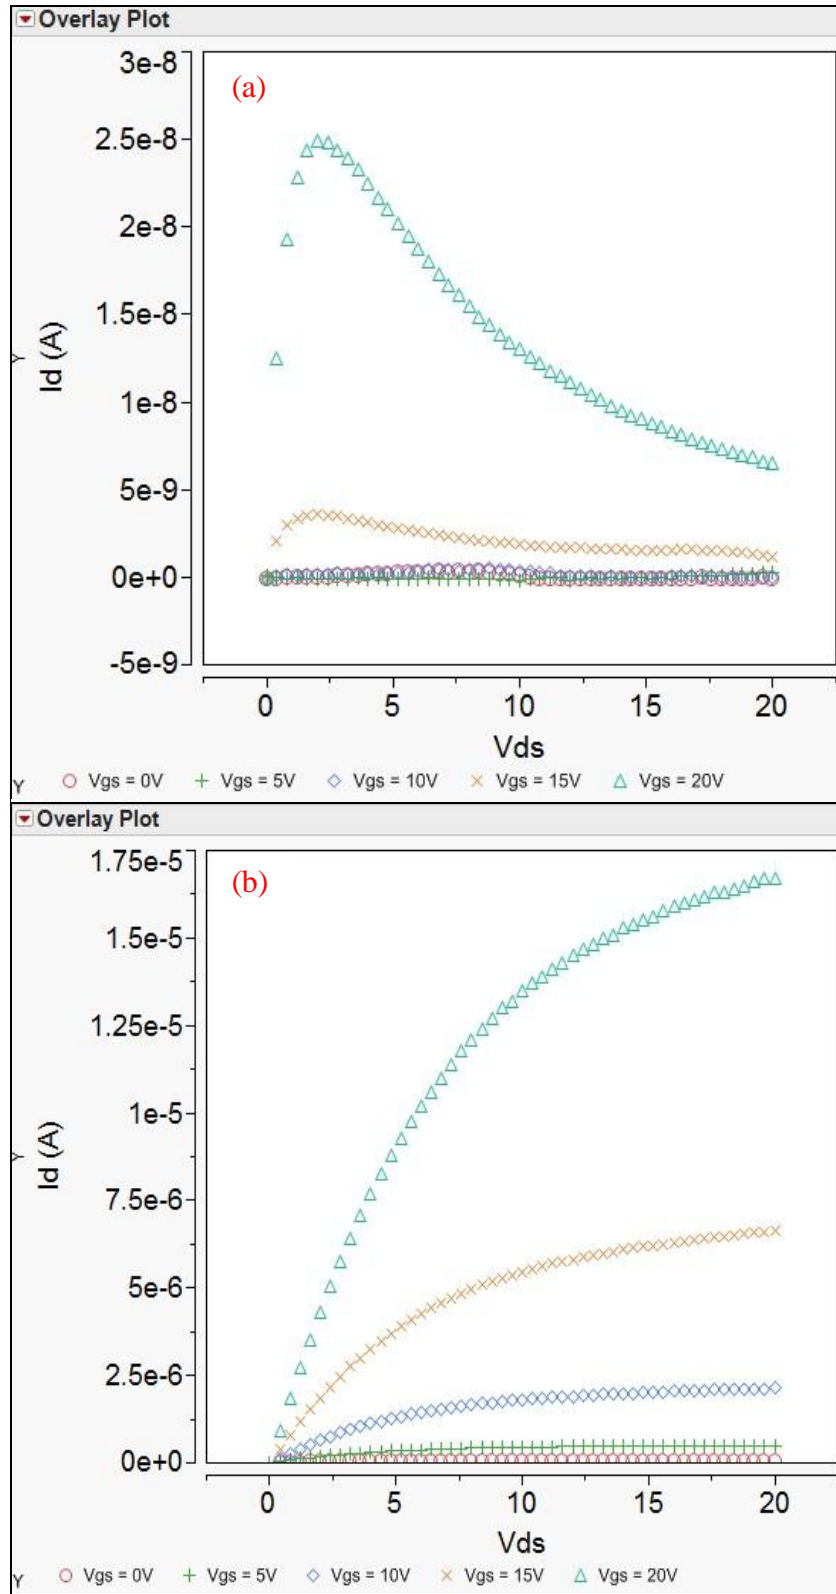 Overlay Plot
(a)
3e-8
2.5e-8
2e-8
1.5e-8
1e-8
5e-9
0e+0
-5e-9
Y
Id (A)
0 5 10 15 20
Vds
Y Vgs = 0V Vgs = 5V Vgs = 10V Vgs = 15V Vgs = 20V
Overlay Plot
(b)
1.75e-5
1.5e-5
1.25e-5
1e-5
7.5e-6
5e-6
2.5e-6
0e+0
Y
Id (A)
0 5 10 15 20
Vds
Y Vgs = 0V Vgs = 5V Vgs = 10V Vgs = 15V Vgs = 20V